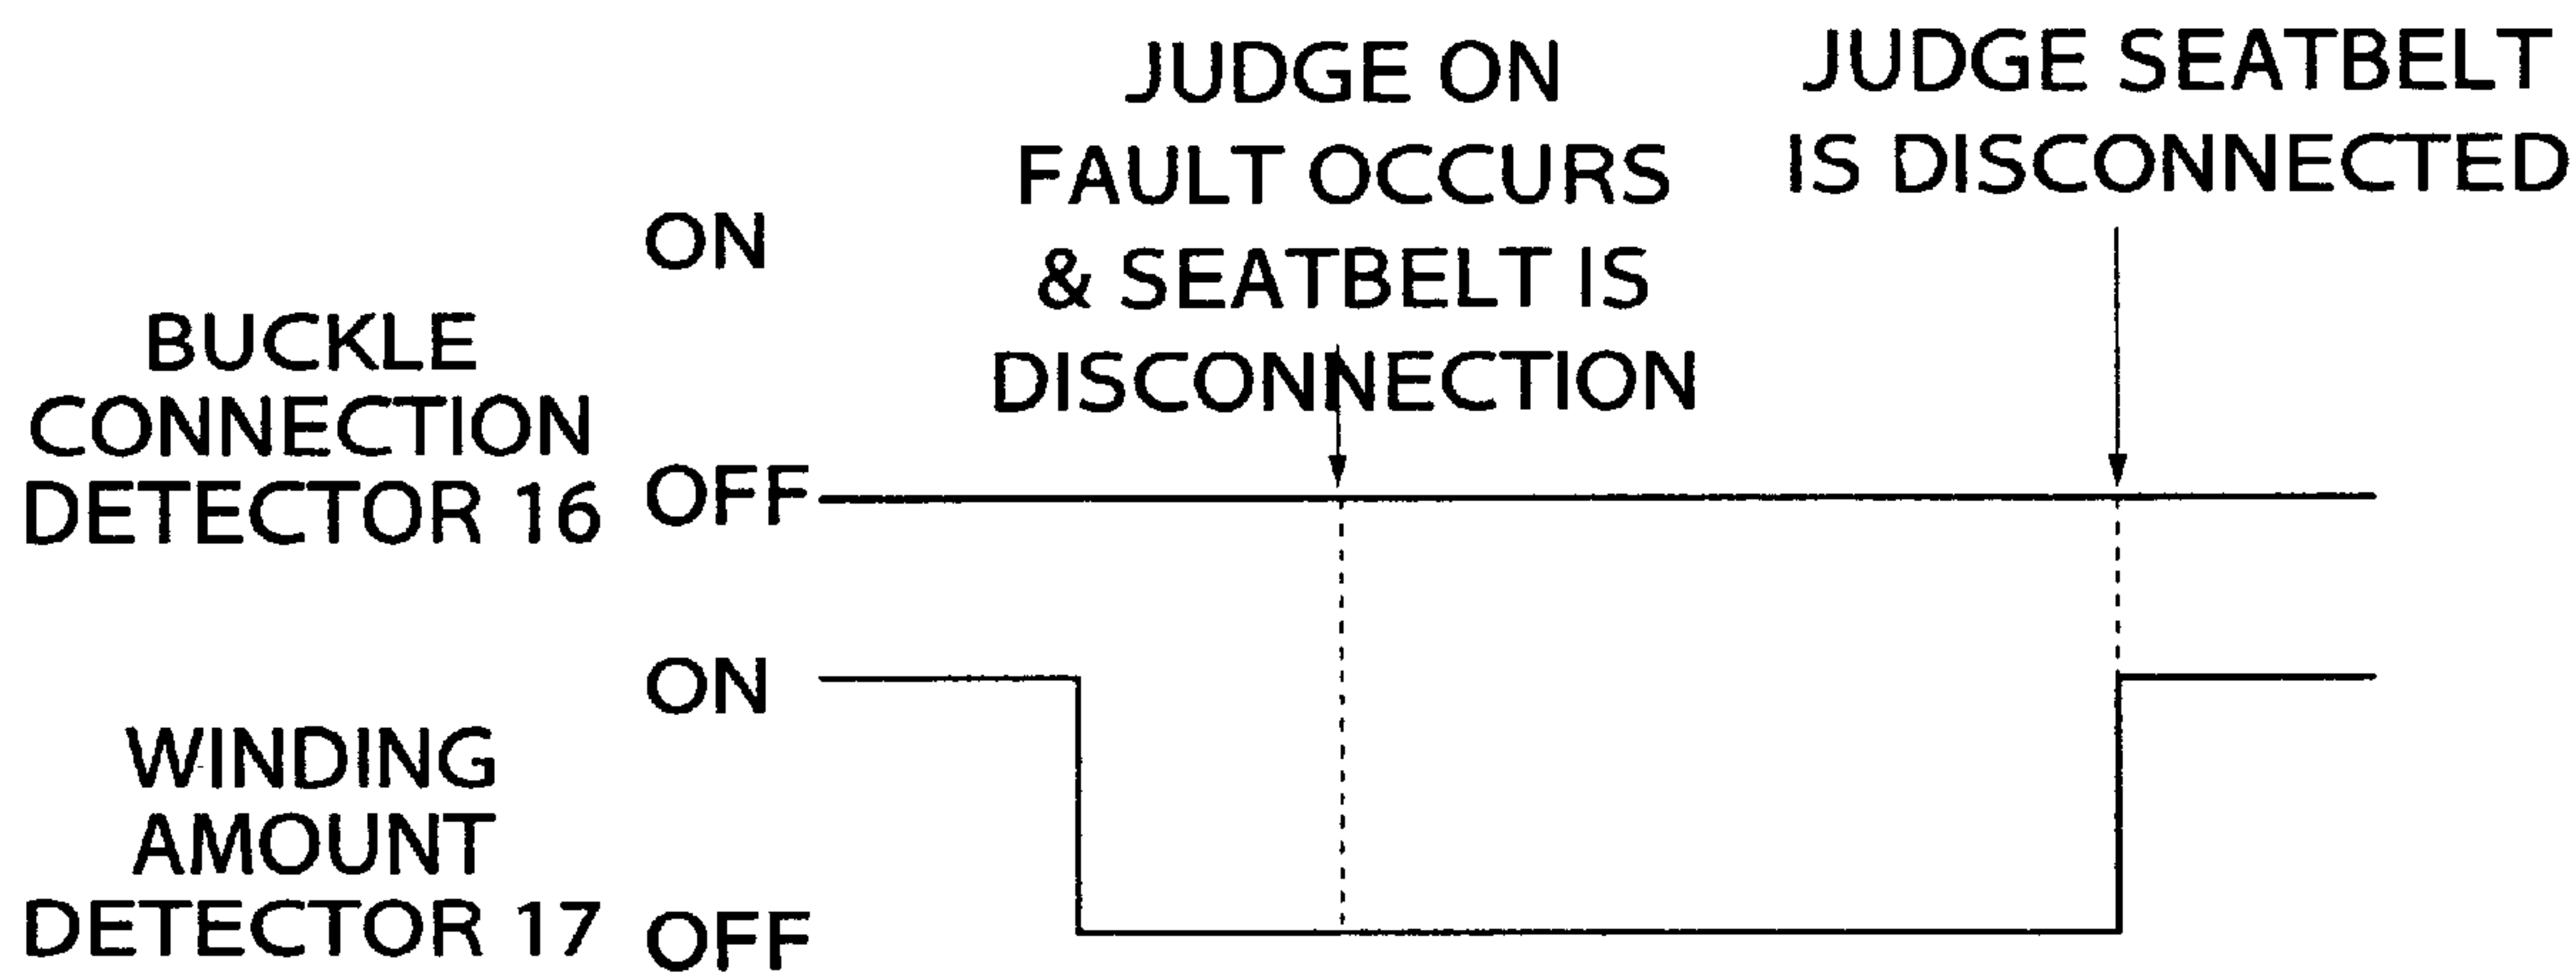 JUDGE ON
FAULT OCCURS
& SEATBELT IS
DISCONNECTION
JUDGE SEATBELT
IS DISCONNECTED
ON
BUCKLE
CONNECTION
DETECTOR 16
OFF
ON
WINDING
AMOUNT
DETECTOR 17
OFF